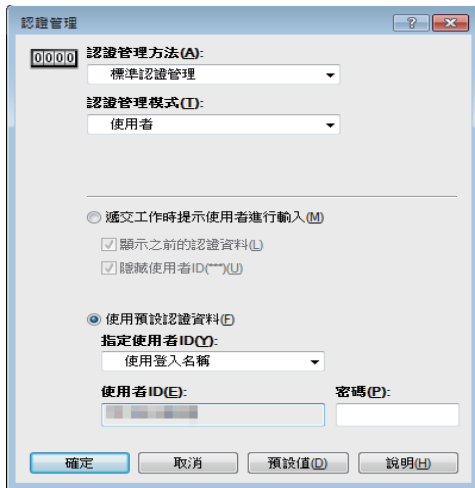 認證管理
0000
認證管理方法(A):
標準認證管理
認證管理模式(T):
使用者
遞交工作時提示使用者進行輸入(M)
顯示之前的認證資料(L)
隱藏使用者ID(***)(U)
使用預設認證資料(F)
指定使用者ID(Y):
使用登入名稱
使用者ID(E): 密碼(P):
確定 取消 預設值(D) 說明(H)